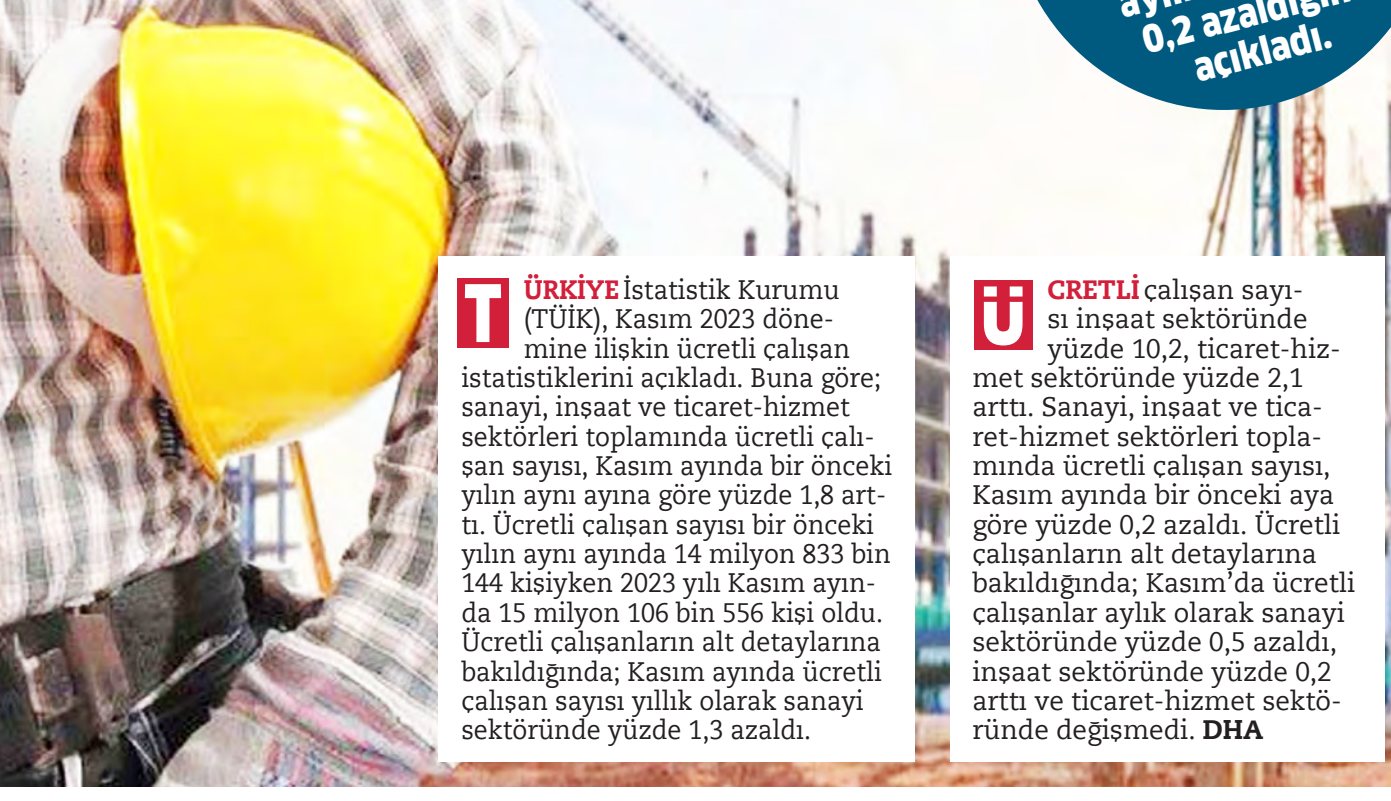 0,2 azaldığın
açıkladı.
TÜRKİYE İstatistik Kurumu
(TÜİK), Kasım 2023 döne-
mine ilişkin ücretli çalışan
istatistiklerini açıkladı. Buna göre;
sanayi, inşaat ve ticaret-hizmet
sektörleri toplamında ücretli çalı-
şan sayısı, Kasım ayında bir önceki
yılın aynı ayına göre yüzde 1,8 art-
tı. Ücretli çalışan sayısı bir önceki
yılın aynı ayında 14 milyon 833 bin
144 kişiyken 2023 yılı Kasım ayın-
da 15 milyon 106 bin 556 kişi oldu.
Ücretli çalışanların alt detaylarına
bakıldığında; Kasım ayında ücretli
çalışan sayısı yıllık olarak sanayi
sektöründe yüzde 1,3 azaldı.
ÜCRETLİ çalışan sayı-
sı inşaat sektöründe
yüzde 10,2, ticaret-hiz-
met sektöründe yüzde 2,1
arttı. Sanayi, inşaat ve tica-
ret-hizmet sektörleri topla-
mında ücretli çalışan sayısı,
Kasım ayında bir önceki aya
göre yüzde 0,2 azaldı. Ücretli
çalışanların alt detaylarına
bakıldığında; Kasım’da ücretli
çalışanlar aylık olarak sanayi
sektöründe yüzde 0,5 azaldı,
inşaat sektöründe yüzde 0,2
arttı ve ticaret-hizmet sektö-
ründe değişmedi. DHA